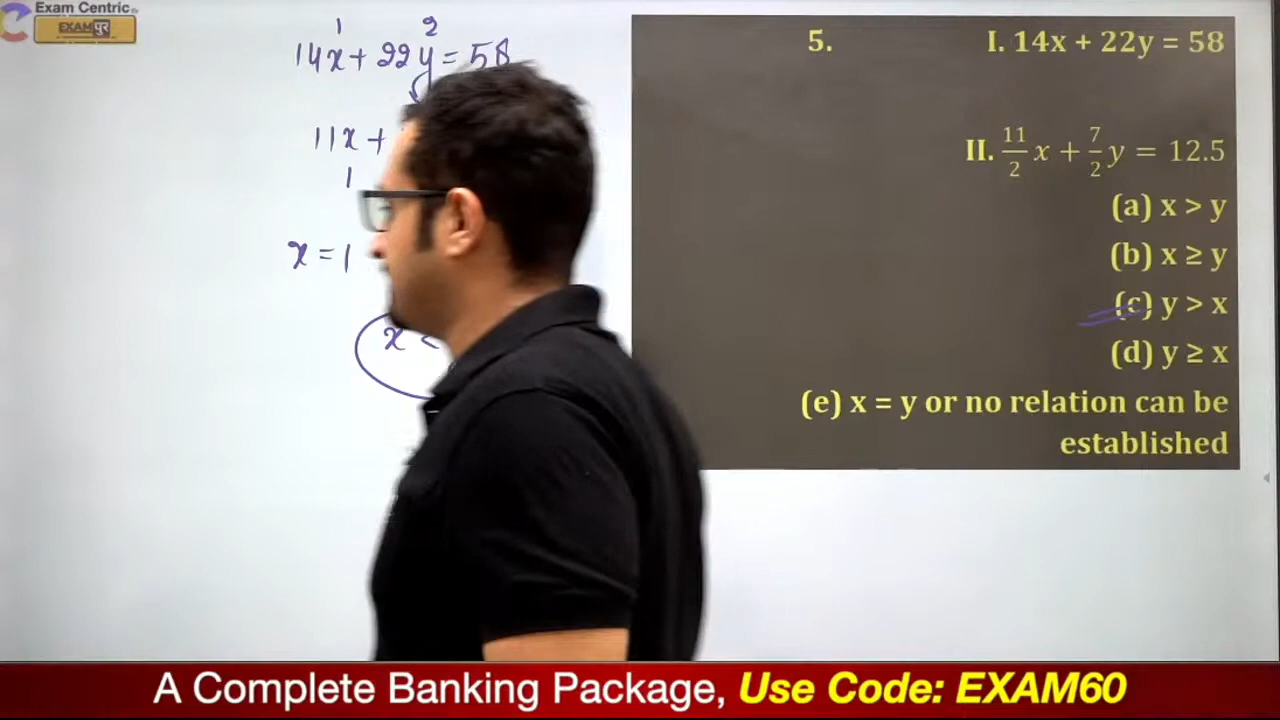 Exam Centric
EXAMपुर
1 2
14x + 22y = 58
11x +
1
x = 1
x <
5. I. 14x + 22y = 58
II. 11/2 x + 7/2 y = 12.5
(a) x > y
(b) x ≥ y
(c) y > x
(d) y ≥ x
(e) x = y or no relation can be
established
A Complete Banking Package, Use Code: EXAM60